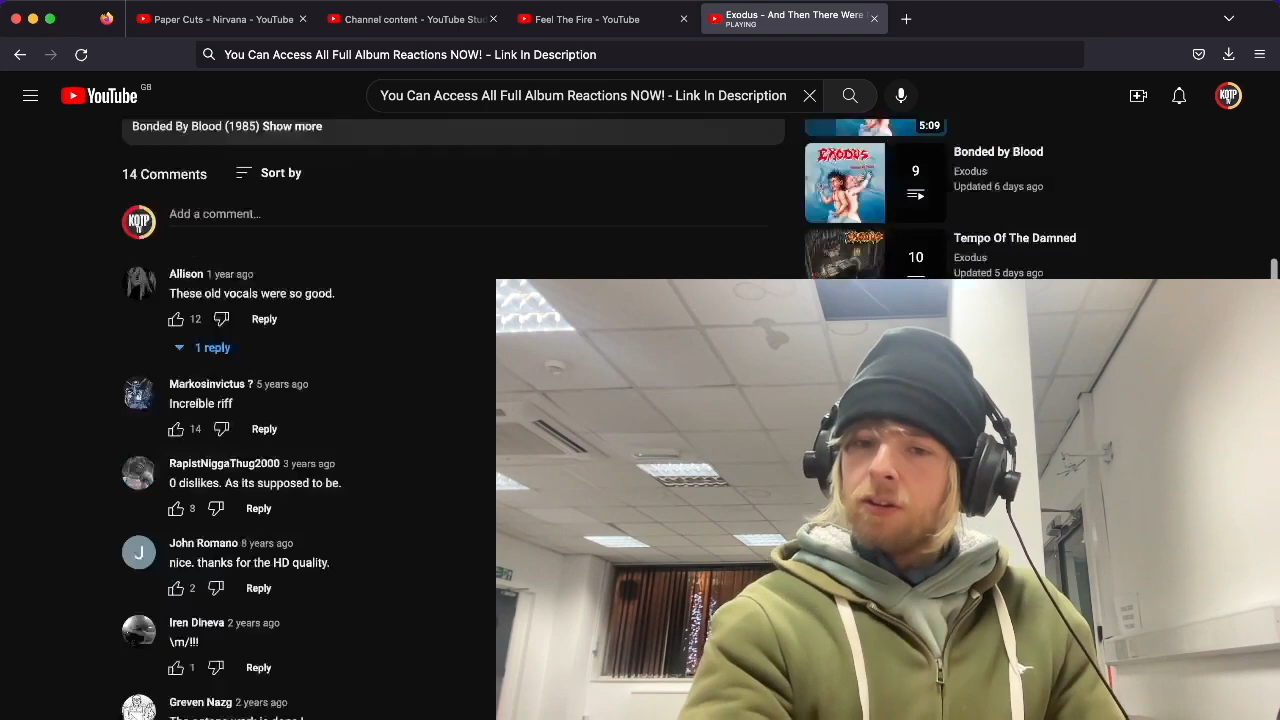 Paper Cuts - Nirvana - YouTube
Channel content - YouTube Stud
Feel The Fire - YouTube
Exodus - And Then There Were
PLAYING
You Can Access All Full Album Reactions NOW! - Link In Description
YouTube GB
You Can Access All Full Album Reactions NOW! - Link In Description
KQTP
TV
Bonded By Blood (1985) Show more
5:09
14 Comments
Sort by
EXODUS
9
Bonded by Blood
Exodus
Updated 6 days ago
KQTP
TV
Add a comment...
EXODUS
10
Tempo Of The Damned
Exodus
Updated 5 days ago
Allison 1 year ago
These old vocals were so good.
12 Reply
1 reply
Markosinvictus ? 5 years ago
Increíble riff
14 Reply
RapistNiggaThug2000 3 years ago
0 dislikes. As its supposed to be.
8 Reply
J
John Romano 8 years ago
nice. thanks for the HD quality.
2 Reply
Iren Dineva 2 years ago
\m/!!!
1 Reply
Greven Nazg 2 years ago